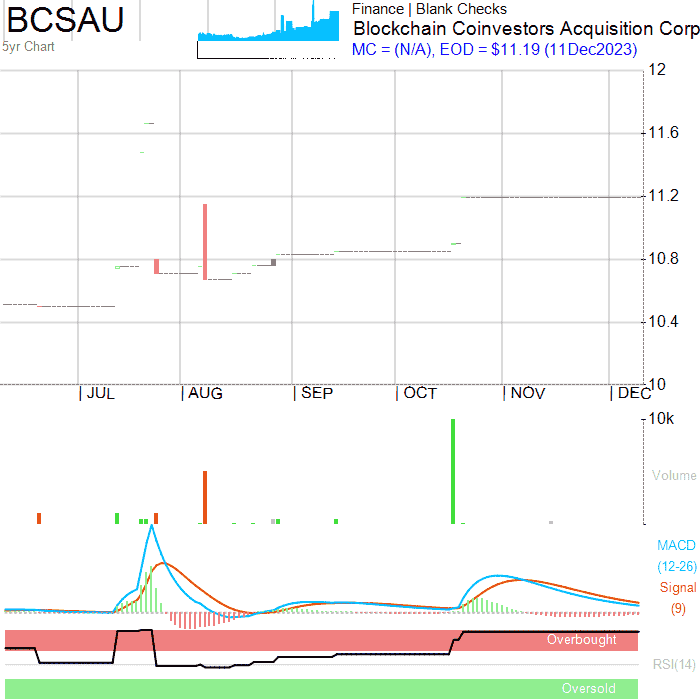 BCSAU
5yr Chart
Finance | Blank Checks
Blockchain Coinvestors Acquisition Corp
MC = (N/A), EOD = $11.19 (11Dec2023)
12
11.6
11.2
10.8
10.4
10
| JUL | AUG | SEP | OCT | NOV | DEC
10k
Volume
MACD
(12-26)
Signal
(9)
Overbought
RSI(14)
Oversold